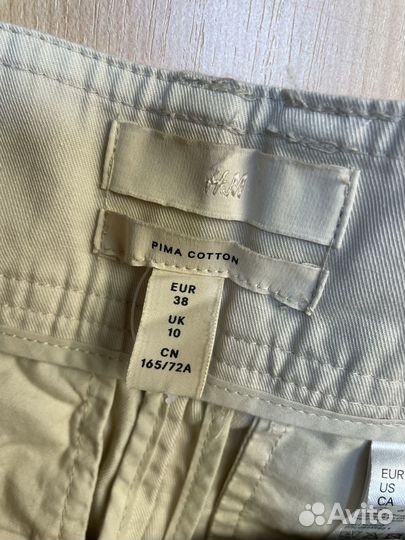 H&M
PIMA COTTON
EUR
38
UK
10
CN
165/72A
EUR
US
CA
Avito